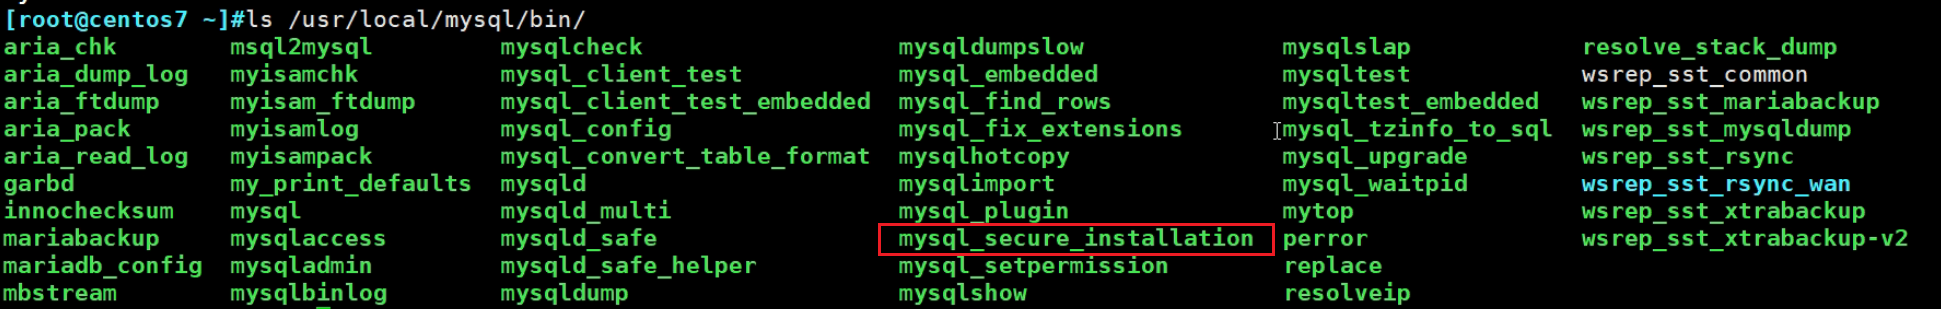 [root@centos7 ~]#ls /usr/local/mysql/bin/
aria_chk msql2mysql mysqlcheck mysqldumpslow mysqlslap resolve_stack_dump
aria_dump_log myisamchk mysql_client_test mysql_embedded mysqltest wsrep_sst_common
aria_ftdump myisam_ftdump mysql_client_test_embedded mysql_find_rows mysqltest_embedded wsrep_sst_mariabackup
aria_pack myisamlog mysql_config mysql_fix_extensions mysql_tzinfo_to_sql wsrep_sst_mysqldump
aria_read_log myisampack mysql_convert_table_format mysqlhotcopy mysql_upgrade wsrep_sst_rsync
garbd my_print_defaults mysqld mysqlimport mysql_waitpid wsrep_sst_rsync_wan
innochecksum mysql mysqld_multi mysql_plugin mytop wsrep_sst_xtrabackup
mariabackup mysqlaccess mysqld_safe mysql_secure_installation perror wsrep_sst_xtrabackup-v2
mariadb_config mysqladmin mysqld_safe_helper mysql_setpermission replace
mbstream mysqlbinlog mysqldump mysqlshow resolveip